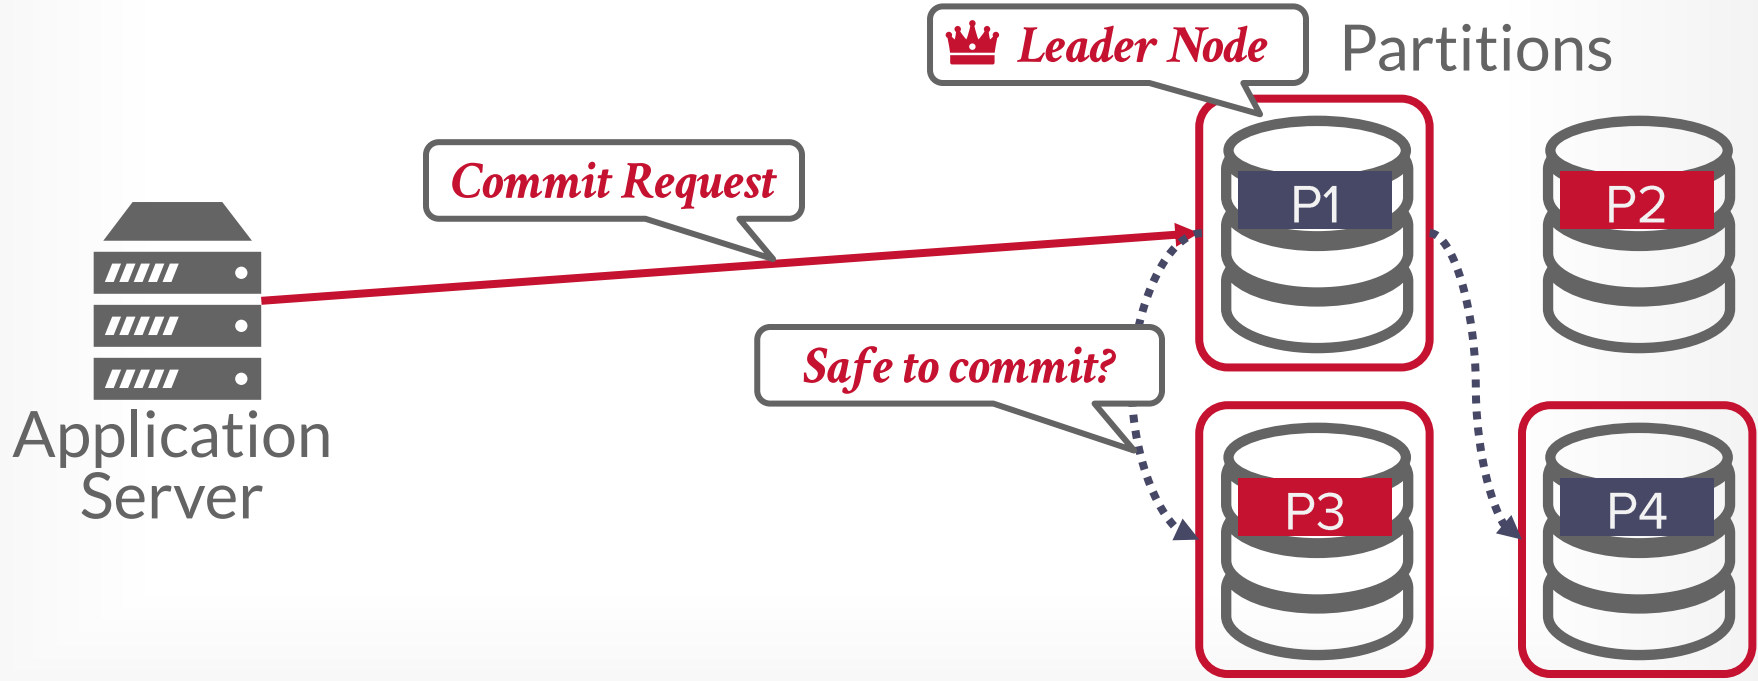 Leader Node
Partitions
Commit Request
P1
P2
Safe to commit?
Application
Server
P3
P4